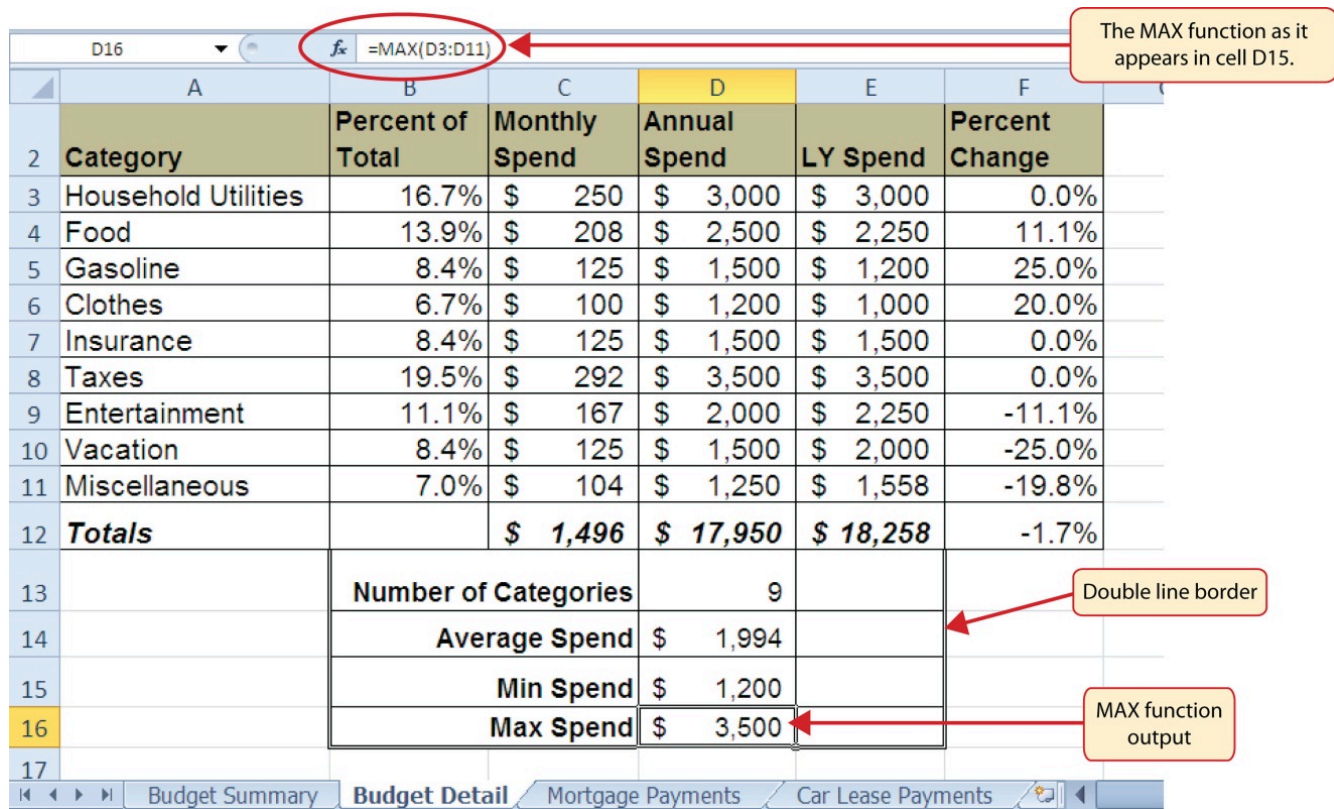 The MAX function as it
appears in cell D15.
D16 fx =MAX(D3:D11)
A B C D E F
2 Category Percent of Total Monthly Spend Annual Spend LY Spend Percent Change
3 Household Utilities 16.7% $ 250 $ 3,000 $ 3,000 0.0%
4 Food 13.9% $ 208 $ 2,500 $ 2,250 11.1%
5 Gasoline 8.4% $ 125 $ 1,500 $ 1,200 25.0%
6 Clothes 6.7% $ 100 $ 1,200 $ 1,000 20.0%
7 Insurance 8.4% $ 125 $ 1,500 $ 1,500 0.0%
8 Taxes 19.5% $ 292 $ 3,500 $ 3,500 0.0%
9 Entertainment 11.1% $ 167 $ 2,000 $ 2,250 -11.1%
10 Vacation 8.4% $ 125 $ 1,500 $ 2,000 -25.0%
11 Miscellaneous 7.0% $ 104 $ 1,250 $ 1,558 -19.8%
12 Totals $ 1,496 $ 17,950 $ 18,258 -1.7%
13 Number of Categories 9
Double line border
14 Average Spend $ 1,994
15 Min Spend $ 1,200
16 Max Spend $ 3,500
MAX function
output
17
Budget Summary Budget Detail Mortgage Payments Car Lease Payments